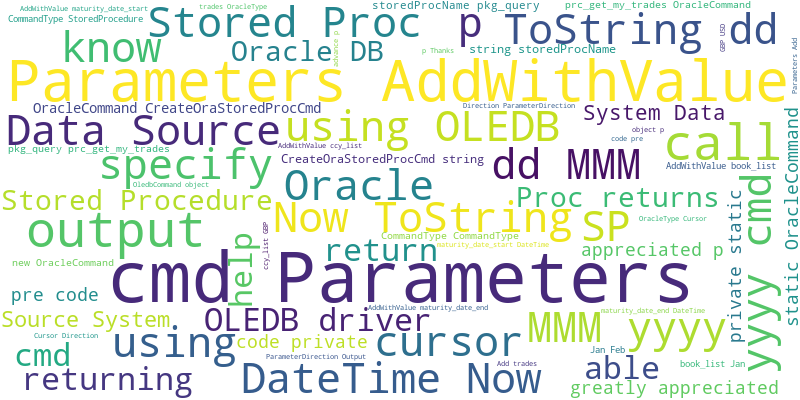 AddWithValue maturity_date_start
trades OracleType
storedProcName pkg_query
prc_get_my_trades OracleCommand
CommandType StoredProcedure
Stored Proc
p
ToString
dd
GBP USD
know
Oracle DB
advance p
p Thanks
string storedProcName
Parameters Add
Parameters AddWithValue
OracleCommand CreateOraStoredProcCmd
Direction ParameterDirection
System Data
Data Source
using OLEDB
object p
code pre
call
pkg_query prc_get_my_trades
AddWithValue ccy_list
specify
CreateOraStoredProcCmd string
dd MMM
AddWithValue book_list
OledbCommand object
Oracle
Stored Procedure
Proc returns
output
Now ToString
SP
OracleType Cursor
cmd
static OracleCommand
private static
CommandType CommandType
return
maturity_date_start DateTime
appreciated p
ccy_list GBP
new OracleCommand
help
cmd Parameters
pre code
AddWithValue maturity_date_end
maturity_date_end DateTime
Source System
OLEDB driver
cursor
MMM yyyy
yyyy
Cursor Direction
using
code private
cmd
ParameterDirection Output
Add trades
Jan Feb
able
book_list Jan
returning
DateTime Now
greatly appreciated